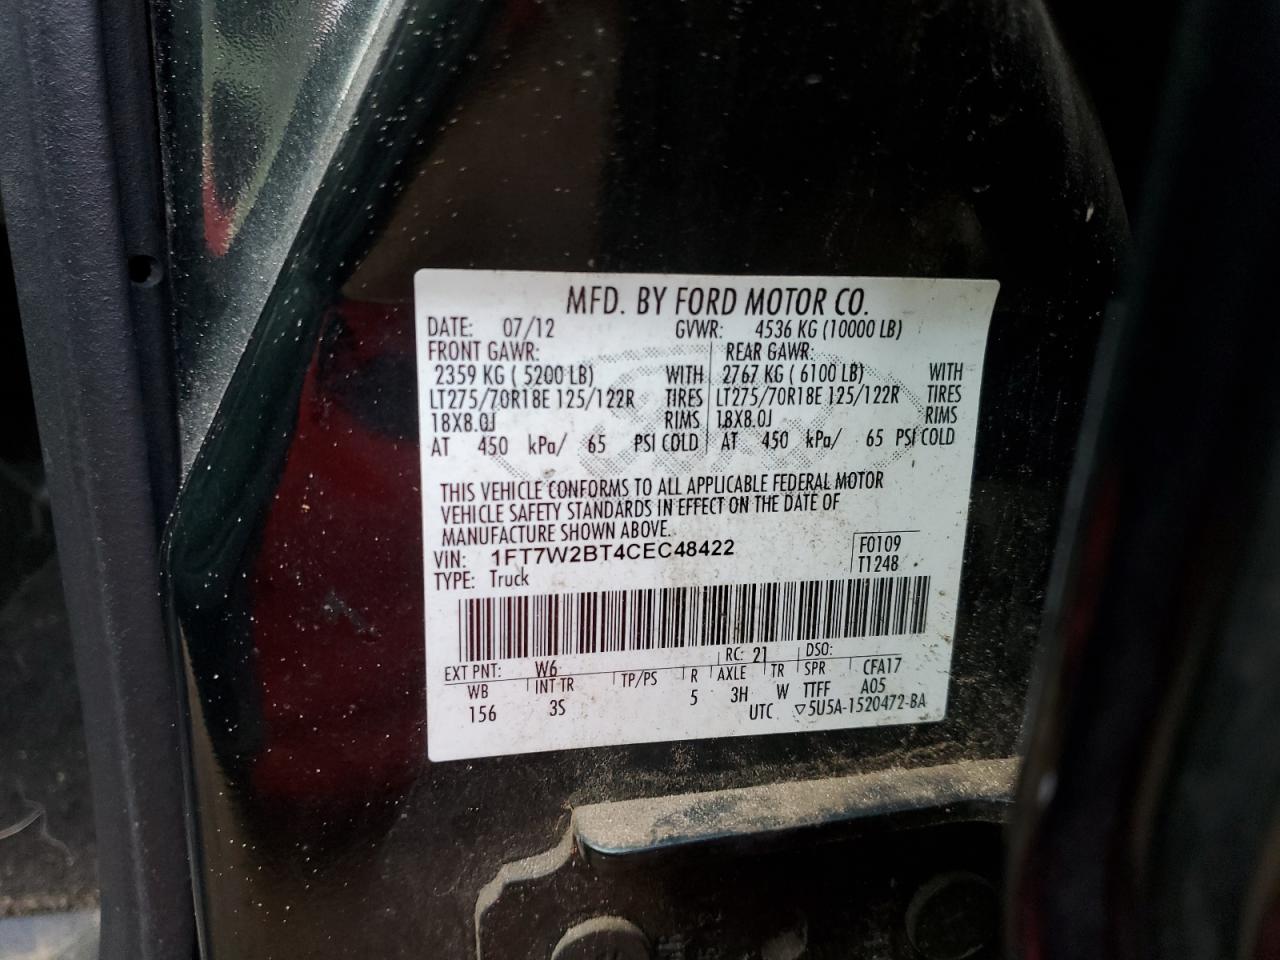 MFD. BY FORD MOTOR CO.
DATE: 07/12 GVWR: 4536 KG (10000 LB)
FRONT GAWR: REAR GAWR:
2359 KG ( 5200 LB) WITH 2767 KG ( 6100 LB) WITH
LT275/70R18E 125/122R TIRES LT275/70R18E 125/122R TIRES
18X8.0J RIMS 18X8.0J RIMS
AT 450 kPa/ 65 PSI COLD AT 450 kPa/ 65 PSI COLD
THIS VEHICLE CONFORMS TO ALL APPLICABLE FEDERAL MOTOR
VEHICLE SAFETY STANDARDS IN EFFECT ON THE DATE OF
MANUFACTURE SHOWN ABOVE.
VIN: 1FT7W2BT4CEC48422 F0109
TYPE: Truck T1248
EXT PNT: W6 RC: 21 DSO:
WB INT TR TP/PS R AXLE TR SPR CFA17
156 3S 5 3H W TTFF A05
UTC ▽5U5A-1520472-BA